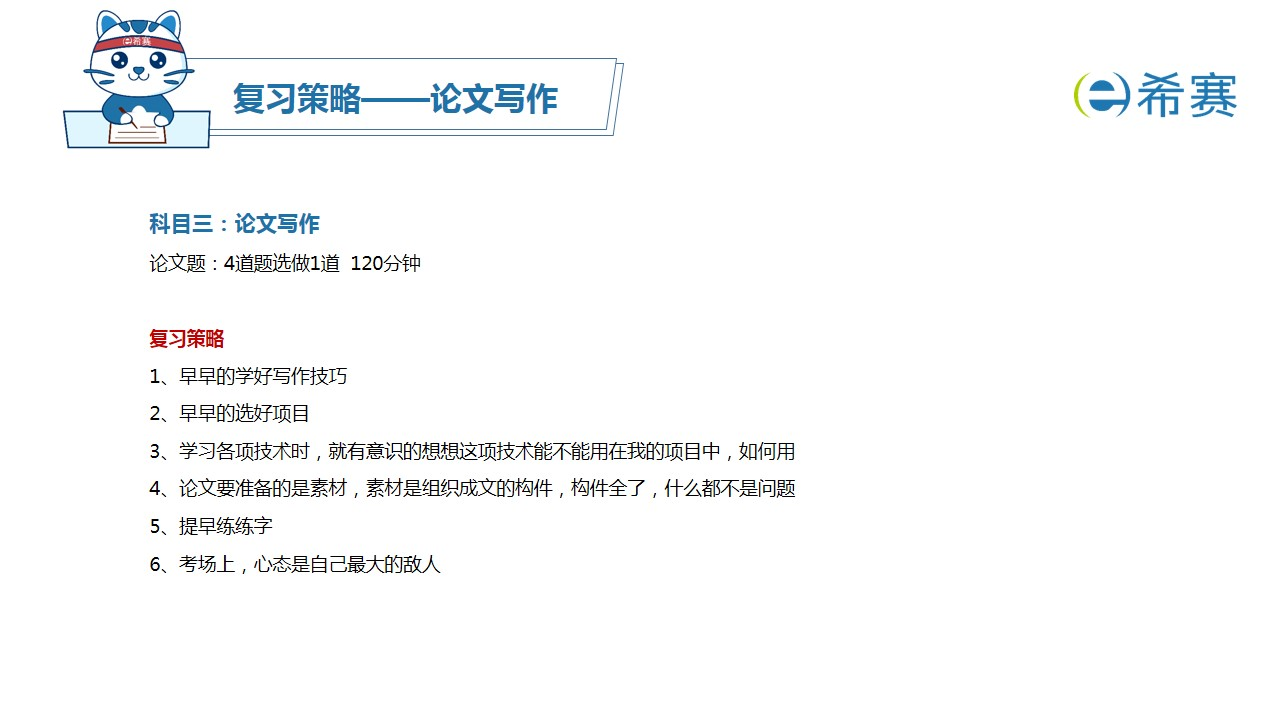 希赛
复习策略——论文写作
希赛
科目三：论文写作
论文题：4道题选做1道 120分钟
复习策略
1、早早的学好写作技巧
2、早早的选好项目
3、学习各项技术时，就有意识的想想这项技术能不能用在我的项目中，如何用
4、论文要准备的是素材，素材是组织成文的构件，构件全了，什么都不是问题
5、提早练练字
6、考场上，心态是自己最大的敌人